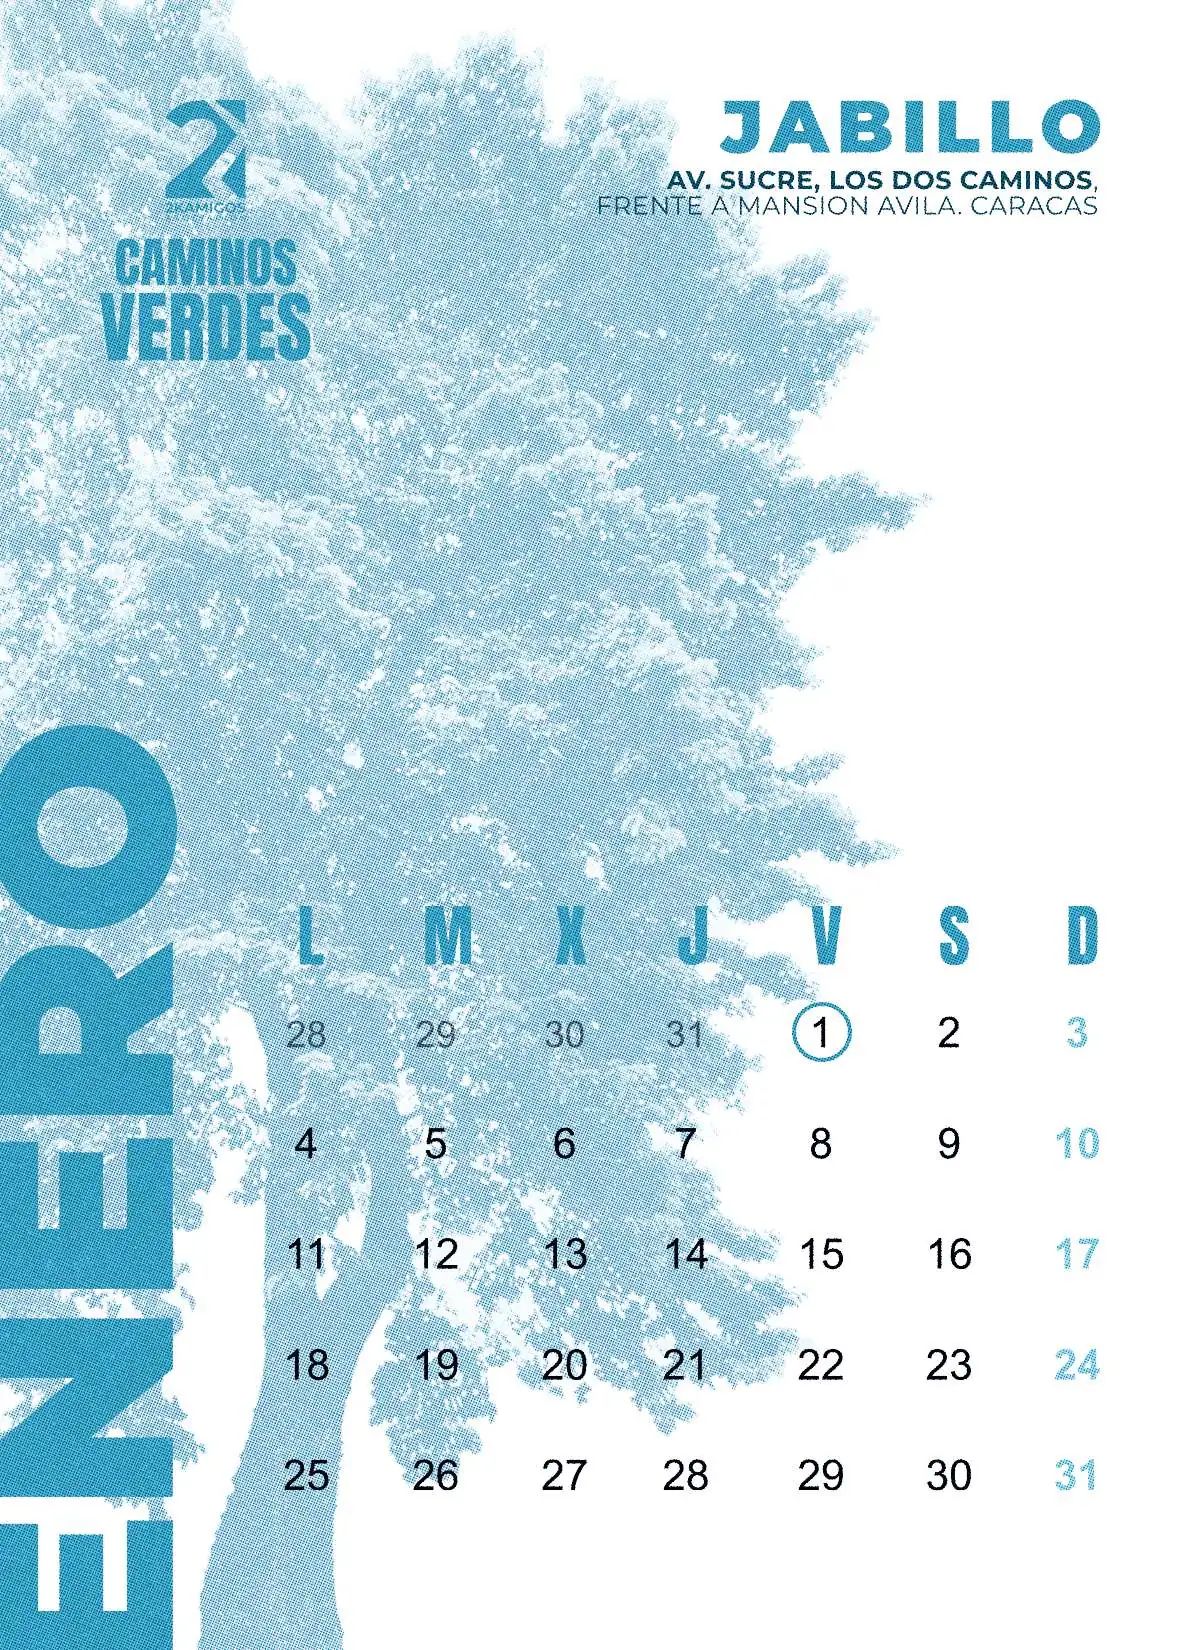 2KAMIGOS
CAMINOS
VERDES
JABILLO
AV. SUCRE, LOS DOS CAMINOS,
FRENTE A MANSION AVILA. CARACAS
ENERO
L M X J V S D
28 29 30 31 1 2 3
4 5 6 7 8 9 10
11 12 13 14 15 16 17
18 19 20 21 22 23 24
25 26 27 28 29 30 31